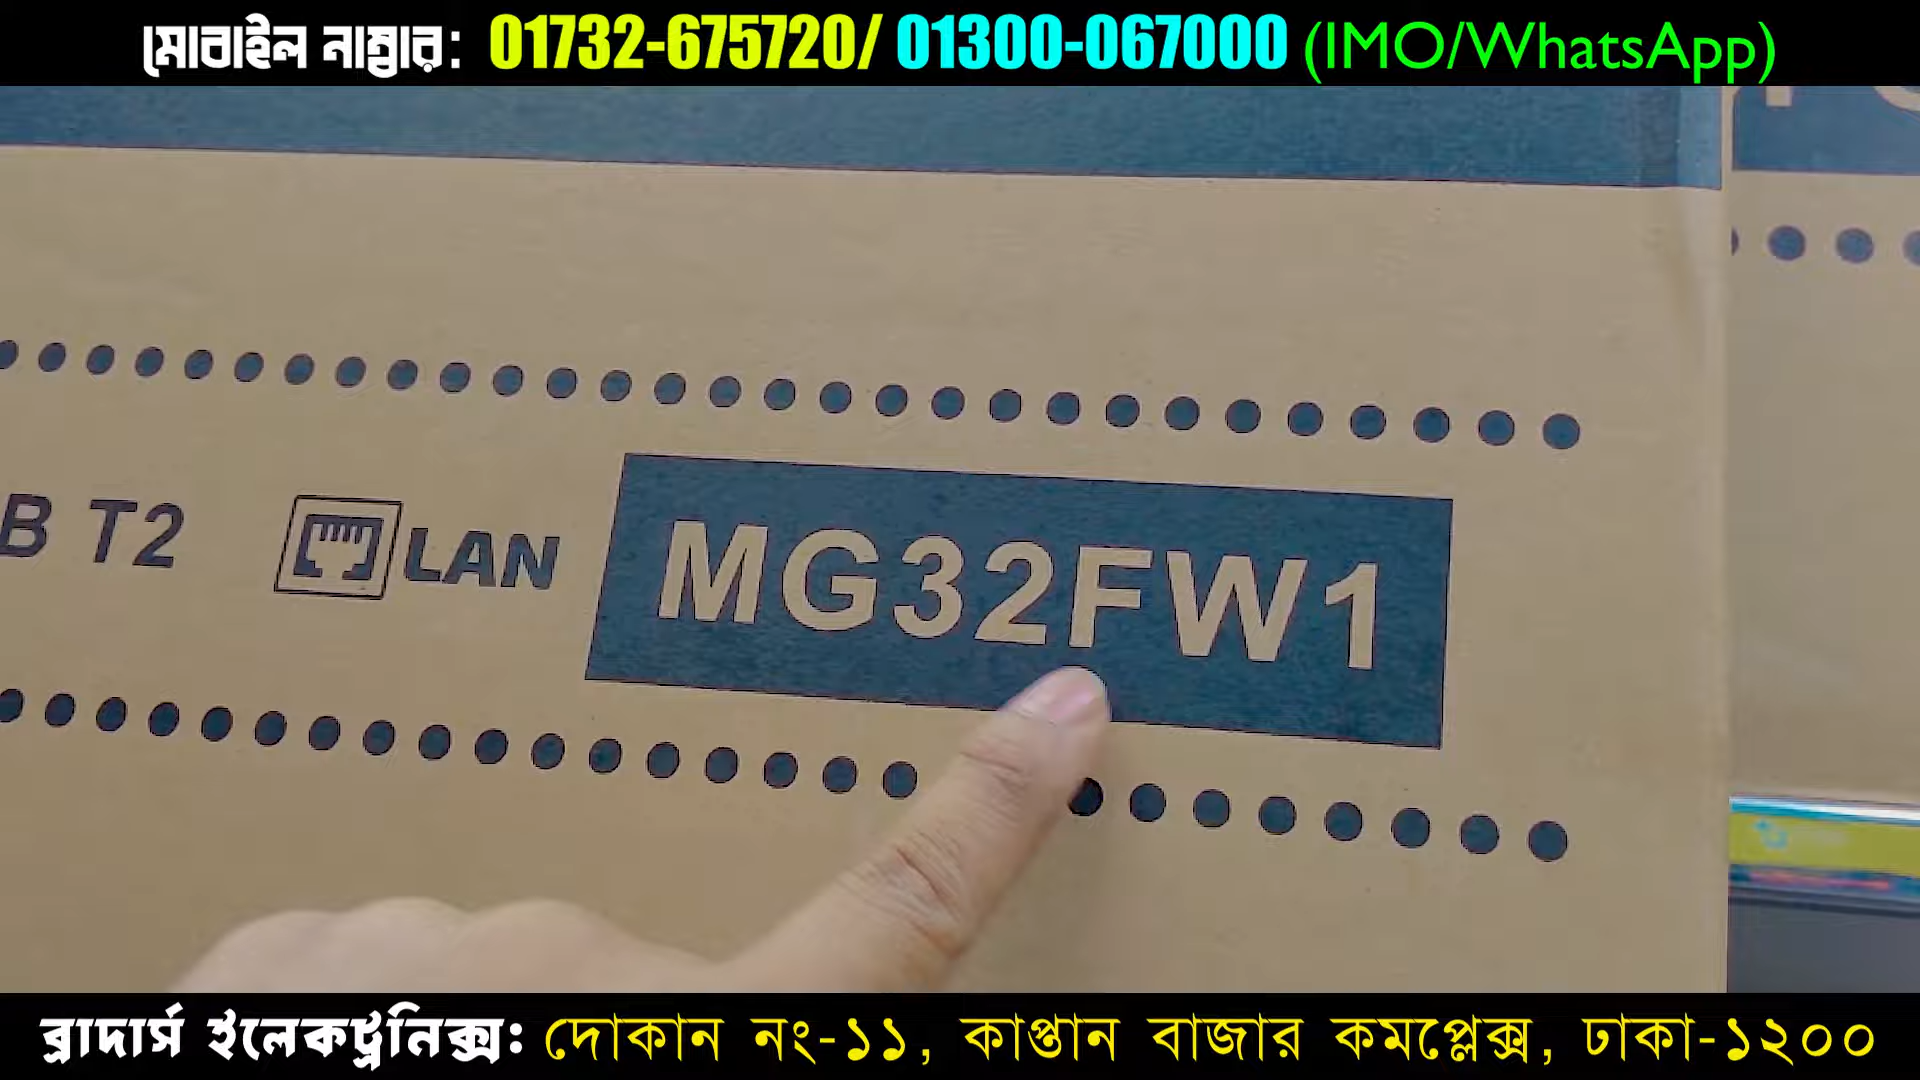 মোবাইল নাম্বার: 01732-675720/ 01300-067000 (IMO/WhatsApp)
B T2 LAN MG32FW1
ব্রাদার্স ইলেকট্রনিক্স: দোকান নং-১১, কাপ্তান বাজার কমপ্লেক্স, ঢাকা-১২০০